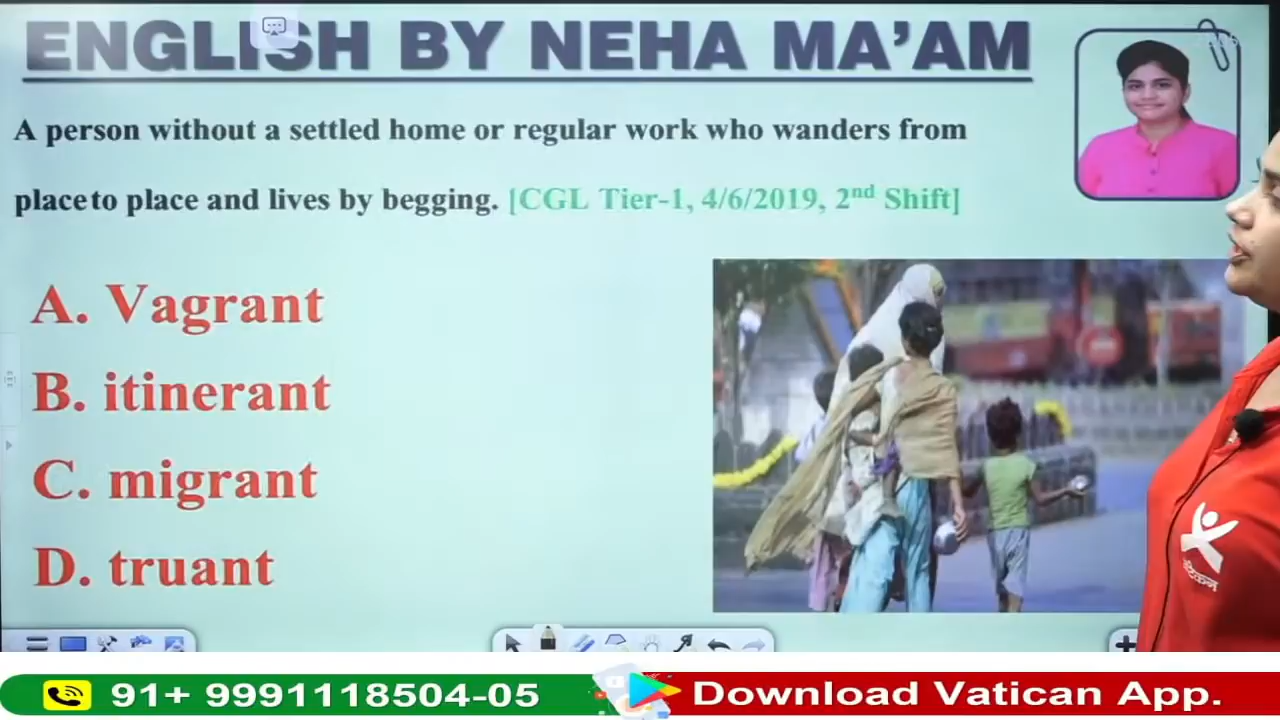 ENGLISH BY NEHA MA’AM
A person without a settled home or regular work who wanders from
place to place and lives by begging. [CGL Tier-1, 4/6/2019, 2nd Shift]
A. Vagrant
B. itinerant
C. migrant
D. truant
91+ 9991118504-05
Download Vatican App.